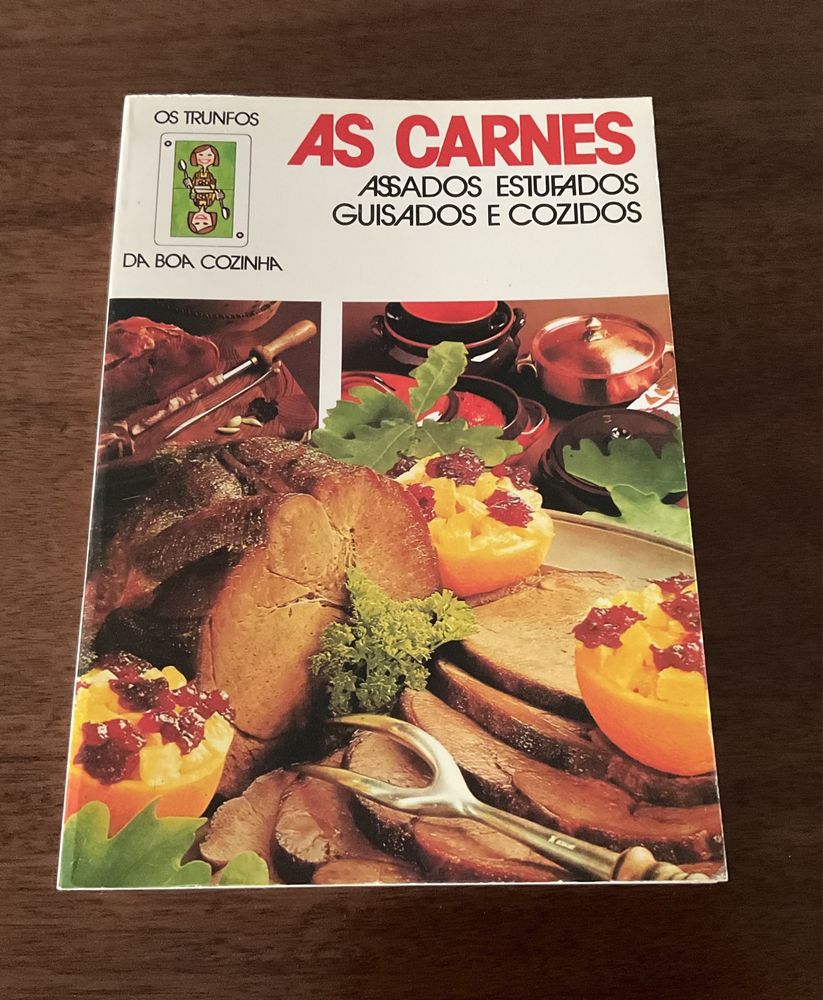 OS TRUNFOS
DA BOA COZINHA
AS CARNES
ASSADOS ESTUFADOS
GUISADOS E COZIDOS